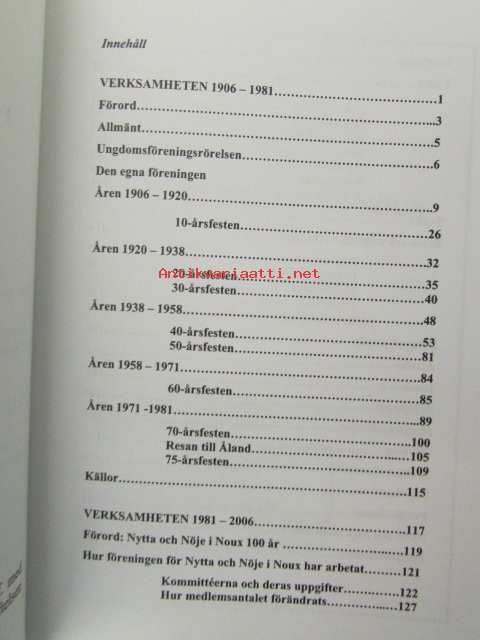 Innehåll
VERKSAMHETEN 1906 – 1981……………………………………1
Förord……………………………………………………………...3
Allmänt……………………………………………………………..5
Ungdomsföreningsrörelsen………………………………………..6
Den egna föreningen
Åren 1906 – 1920…………………………………………………..9
10-årsfesten……………………………………26
Åren 1920 – 1938…………………………………………………32
20-årsfesten……………………………………35
Antikvariaatti.net
30-årsfesten……………………………………40
Åren 1938 – 1958…………………………………………………48
40-årsfesten……………………………………53
50-årsfesten……………………………………81
Åren 1958 – 1971…………………………………………………84
60-årsfesten……………………………………85
Åren 1971 -1981…………………………………………………..89
70-årsfesten……………………………………100
Resan till Åland……………………………...105
75-årsfesten……………………………………109
Källor………………………………………………………………115
VERKSAMHETEN 1981 – 2006…………………………………117
Förord: Nytta och Nöje i Noux 100 år ……………………...…119
Hur föreningen för Nytta och Nöje i Noux har arbetat………121
Kommittéerna och deras uppgifter………...…122
Hur medlemsantalet förändrats……………...…127